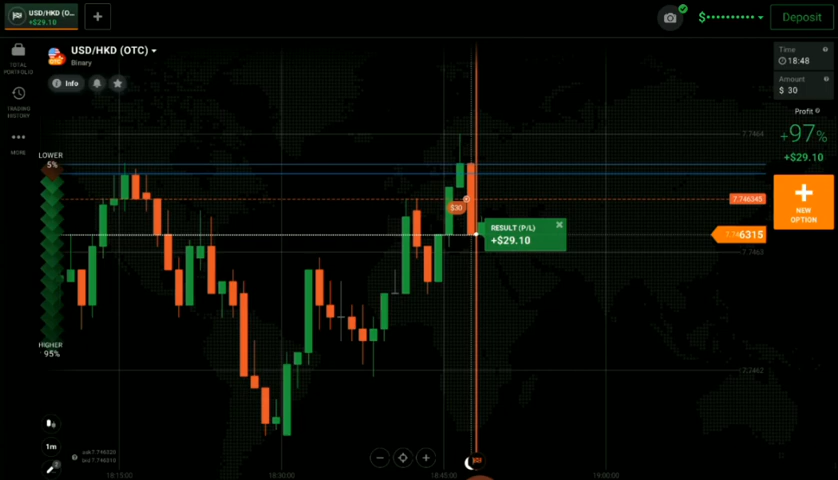 USD/HKD (O...
+$29.10
+
$•••••••••••
Deposit
USD/HKD (OTC)
Binary
Info
TOTAL
PORTFOLIO
TRADING
HISTORY
MORE
Time
18:48
Amount
$ 30
Profit
+97%
+$29.10
NEW
OPTION
LOWER
5%
HIGHER
95%
7.7464
7.746345
7.746315
7.7463
7.7462
$30
RESULT (P/L)
+$29.10
1m
18:15:00
18:30:00
18:45:00
19:00:00